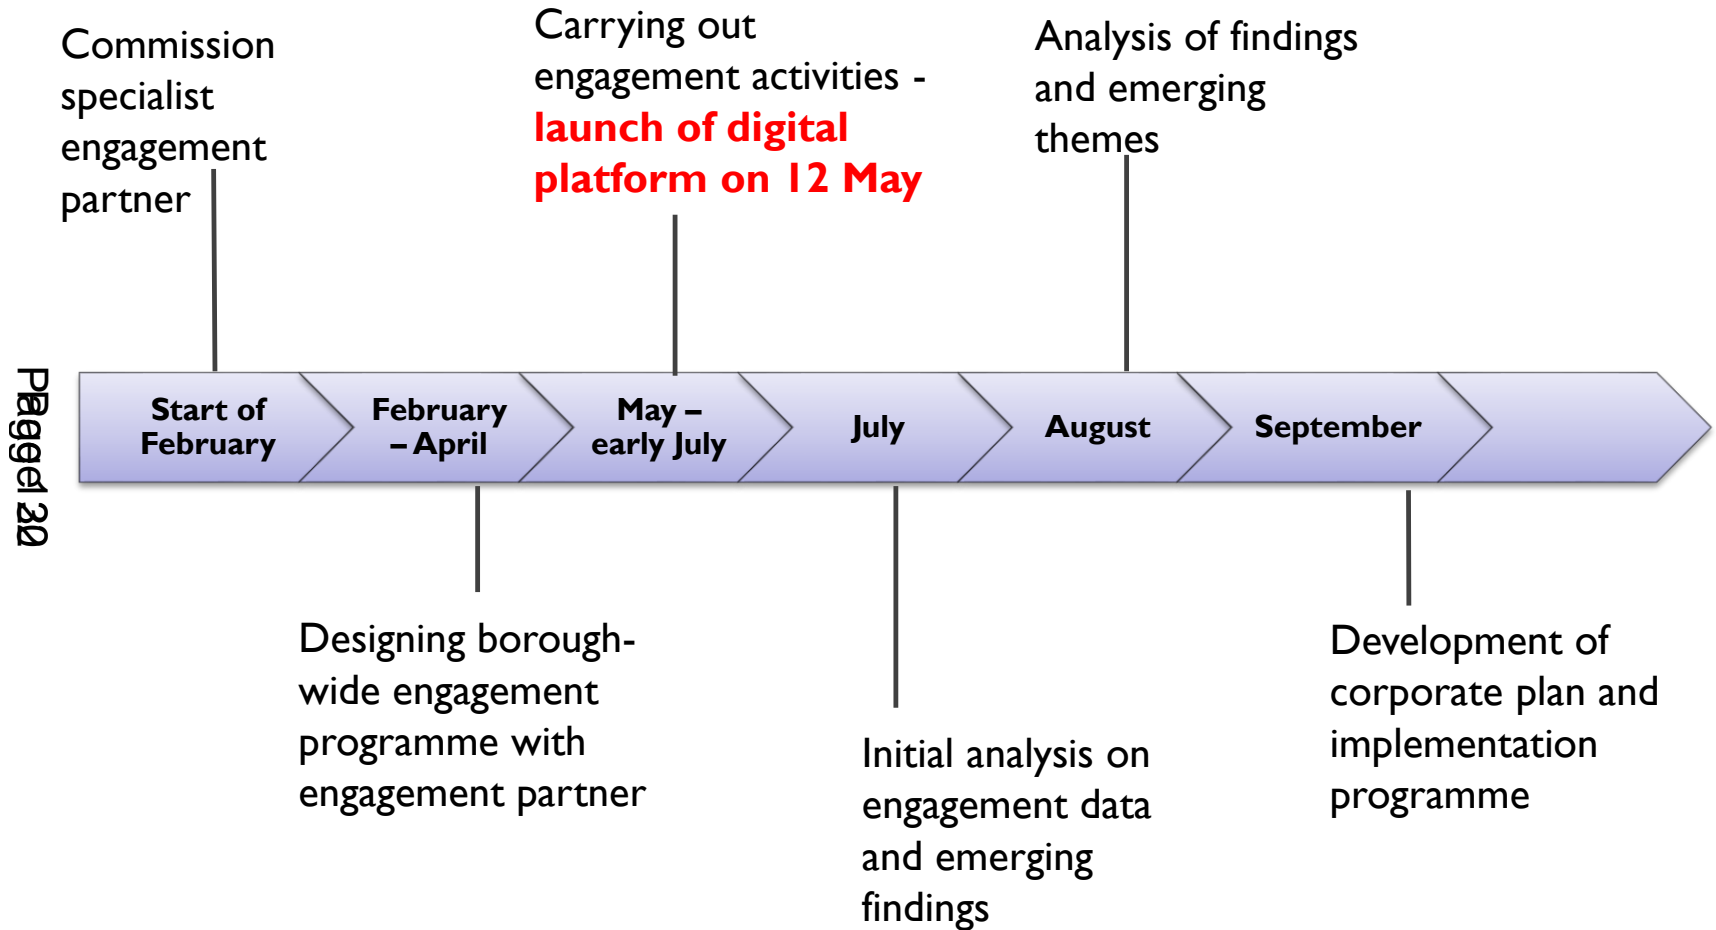 Commission
specialist
engagement
partner
Carrying out
engagement activities -
launch of digital
platform on 12 May
Analysis of findings
and emerging
themes
Start of
February
February
– April
May –
early July
July
August
September
Designing borough-
wide engagement
programme with
engagement partner
Initial analysis on
engagement data
and emerging
findings
Development of
corporate plan and
implementation
programme